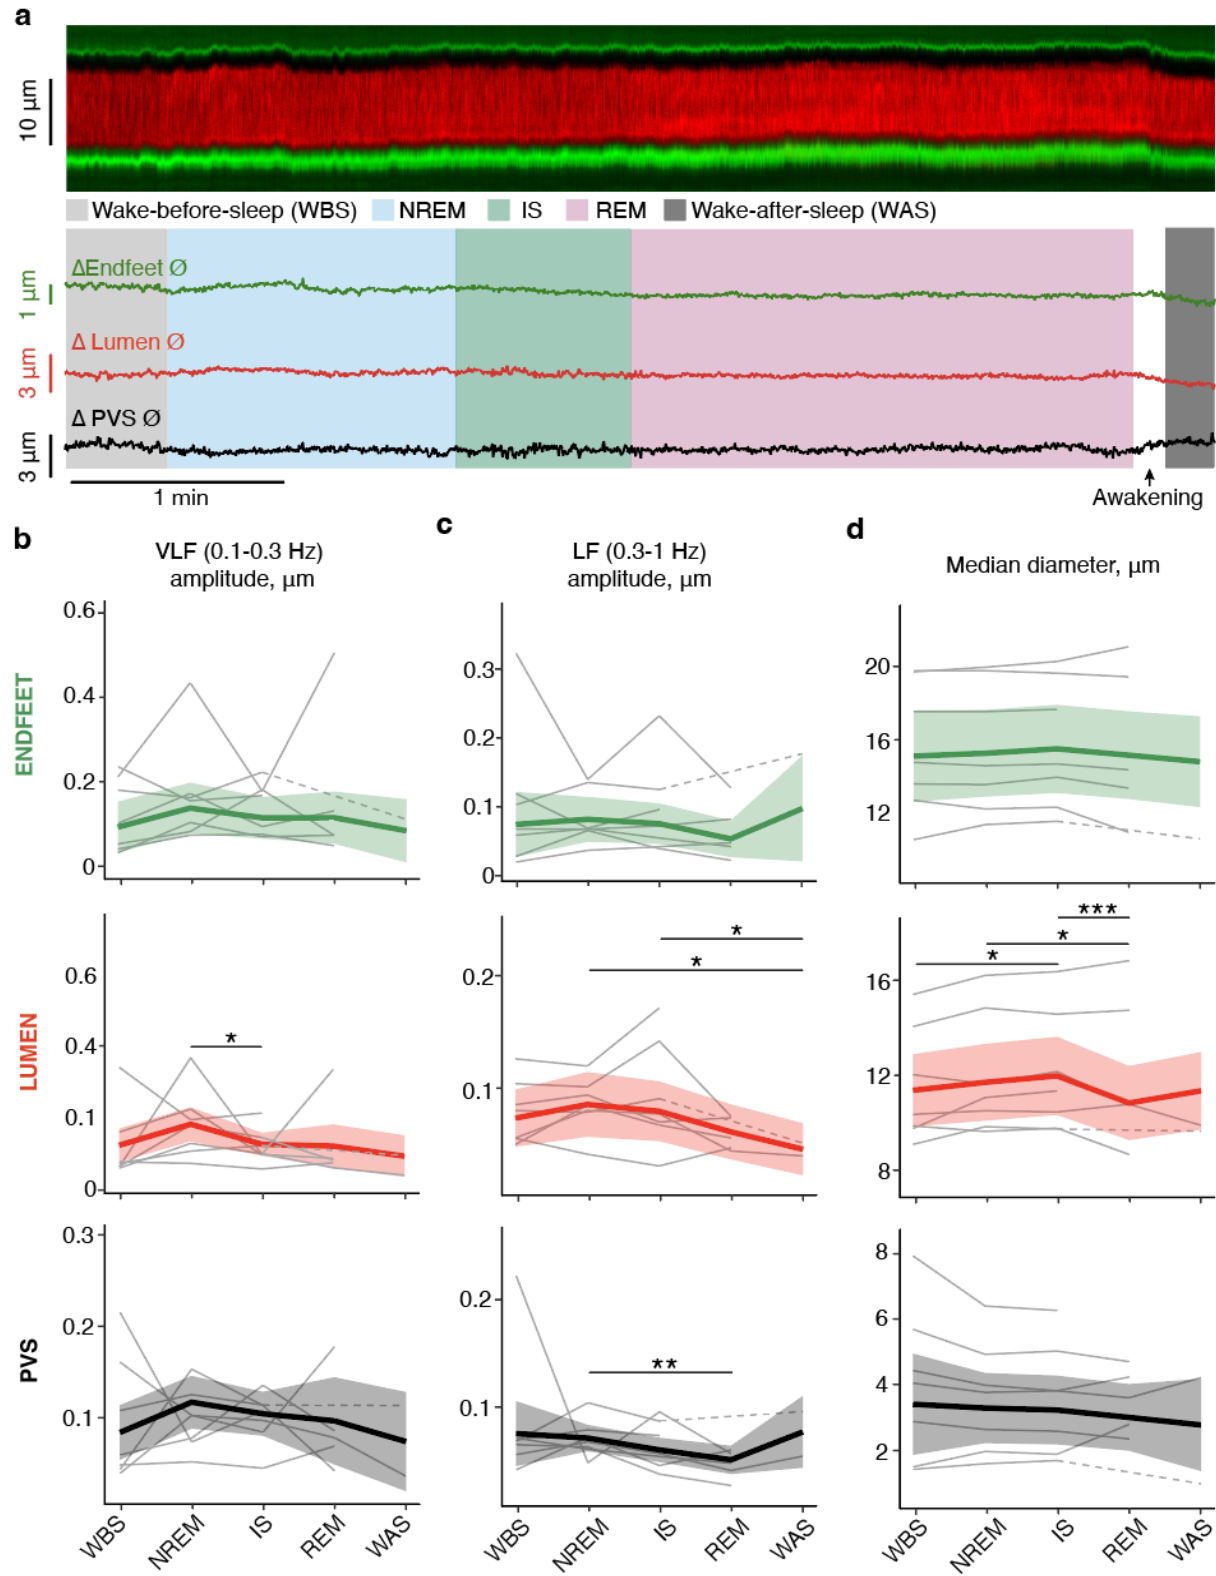 a
10 µm
Wake-before-sleep (WBS) NREM IS REM Wake-after-sleep (WAS)
1 µm
ΔEndfeet Ø
3 µm
Δ Lumen Ø
3 µm
Δ PVS Ø
1 min
Awakening
b
VLF (0.1-0.3 Hz)
amplitude, µm
c
LF (0.3-1 Hz)
amplitude, µm
d
Median diameter, µm
ENDFEET
0.6
0.4
0.2
0
0.3
0.2
0.1
0
20
16
12
LUMEN
0.6
0.4
0.1
0
*
0.2
0.1
*
*
16
12
8
***
*
*
PVS
0.3
0.2
0.1
0.2
0.1
**
8
6
4
2
WBS NREM IS REM WAS
WBS NREM IS REM WAS
WBS NREM IS REM WAS